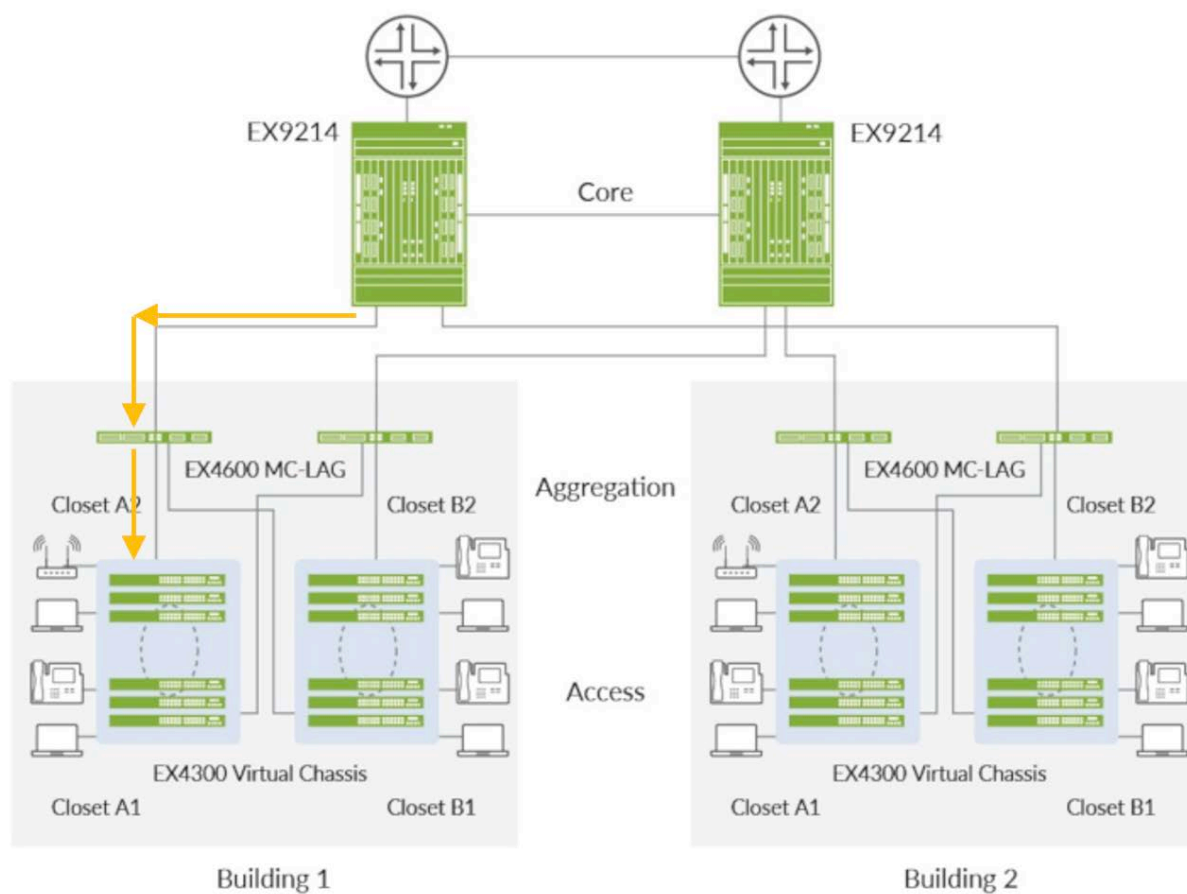 EX9214
EX9214
Core
EX4600 MC-LAG
EX4600 MC-LAG
Aggregation
Closet A2
Closet B2
Closet A2
Closet B2
Access
EX4300 Virtual Chassis
EX4300 Virtual Chassis
Closet A1
Closet B1
Closet A1
Closet B1
Building 1
Building 2